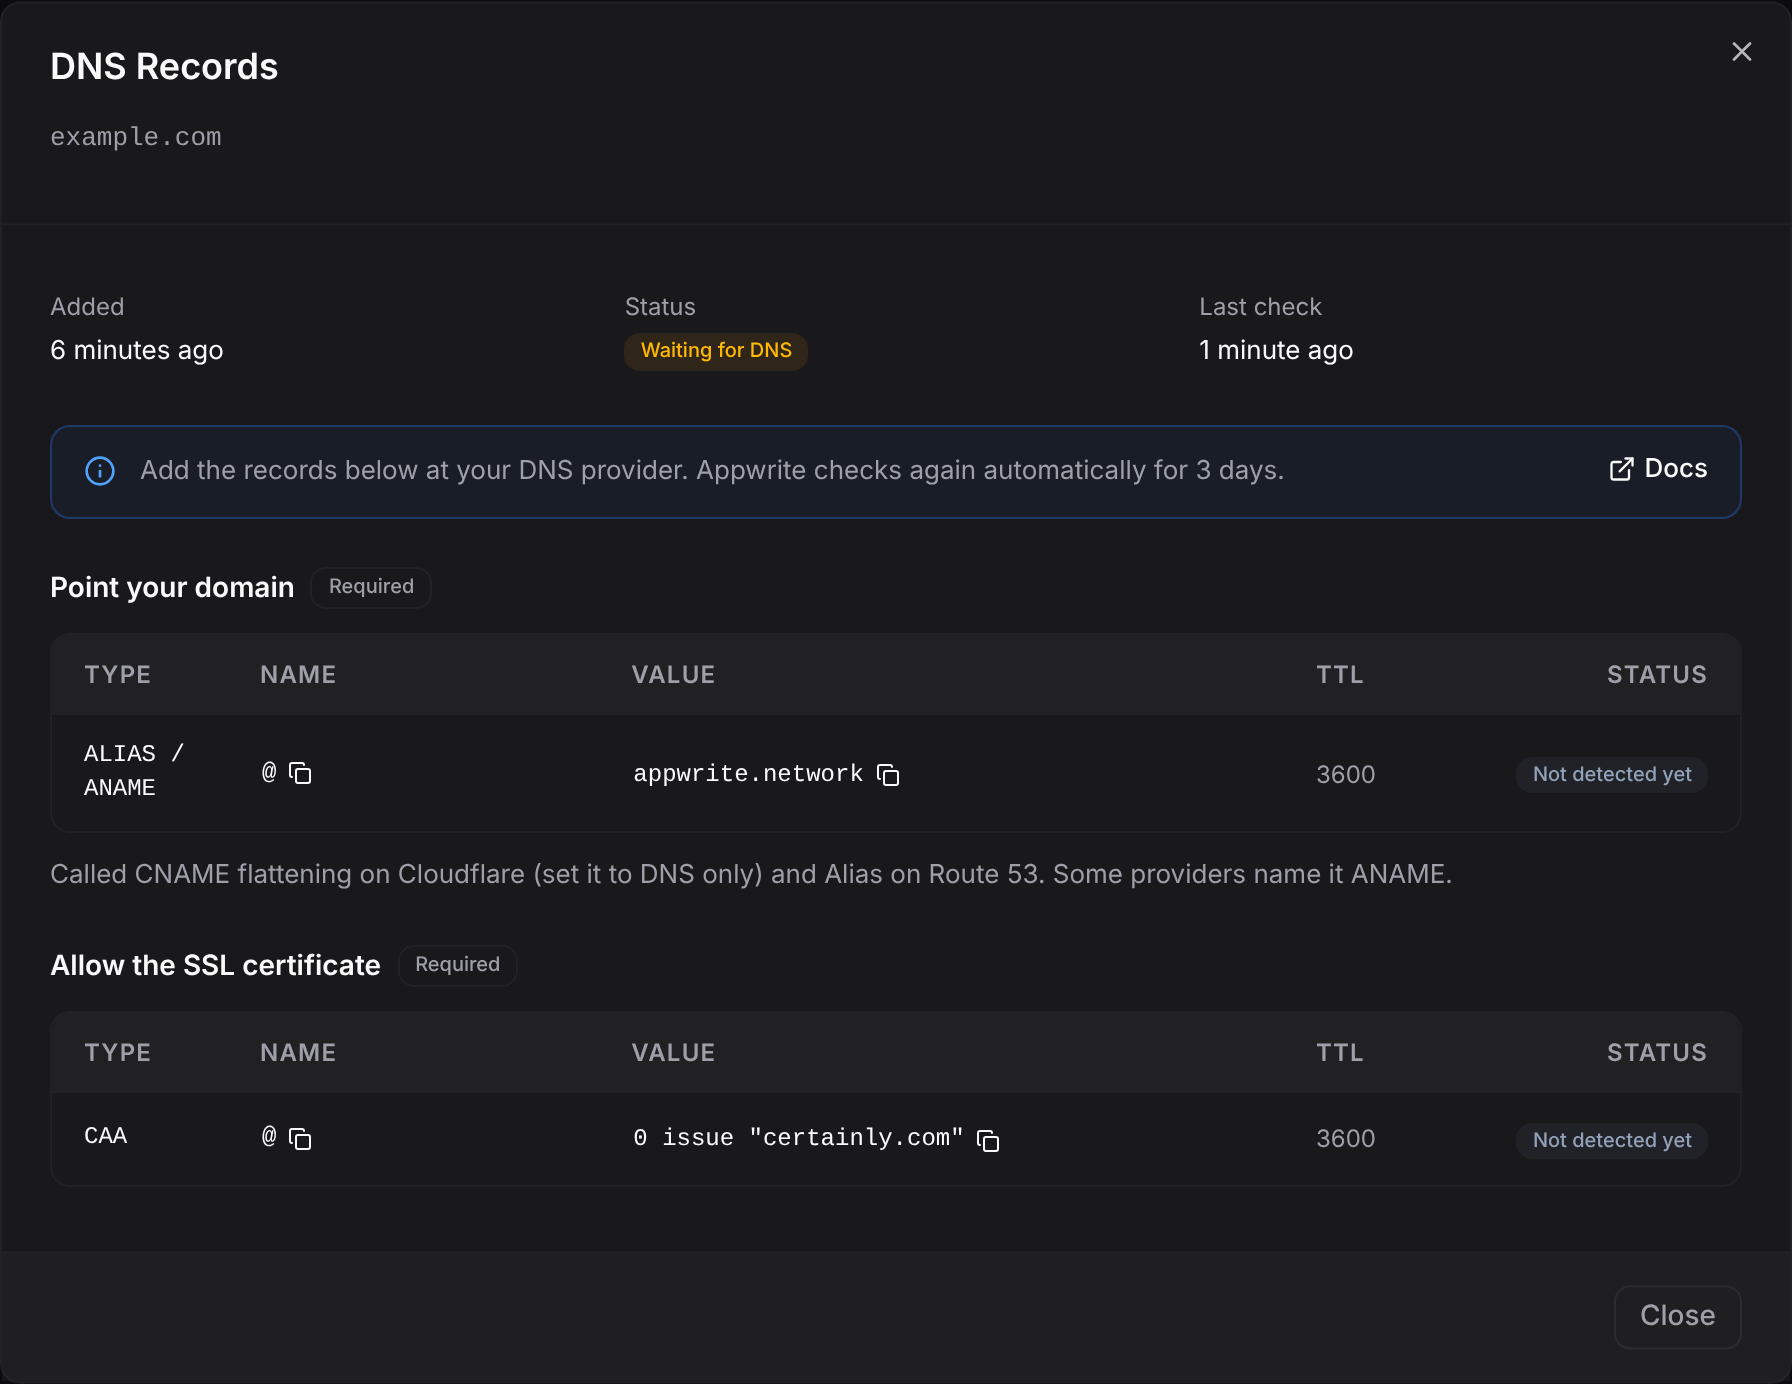 DNS Records
example.com
Added
Status
Last check
6 minutes ago
Waiting for DNS
1 minute ago
Add the records below at your DNS provider. Appwrite checks again automatically for 3 days.
Docs
Point your domain
Required
TYPE NAME VALUE TTL STATUS
ALIAS /
ANAME
@ appwrite.network 3600 Not detected yet
Called CNAME flattening on Cloudflare (set it to DNS only) and Alias on Route 53. Some providers name it ANAME.
Allow the SSL certificate
Required
TYPE NAME VALUE TTL STATUS
CAA @ 0 issue "certainly.com" 3600 Not detected yet
Close